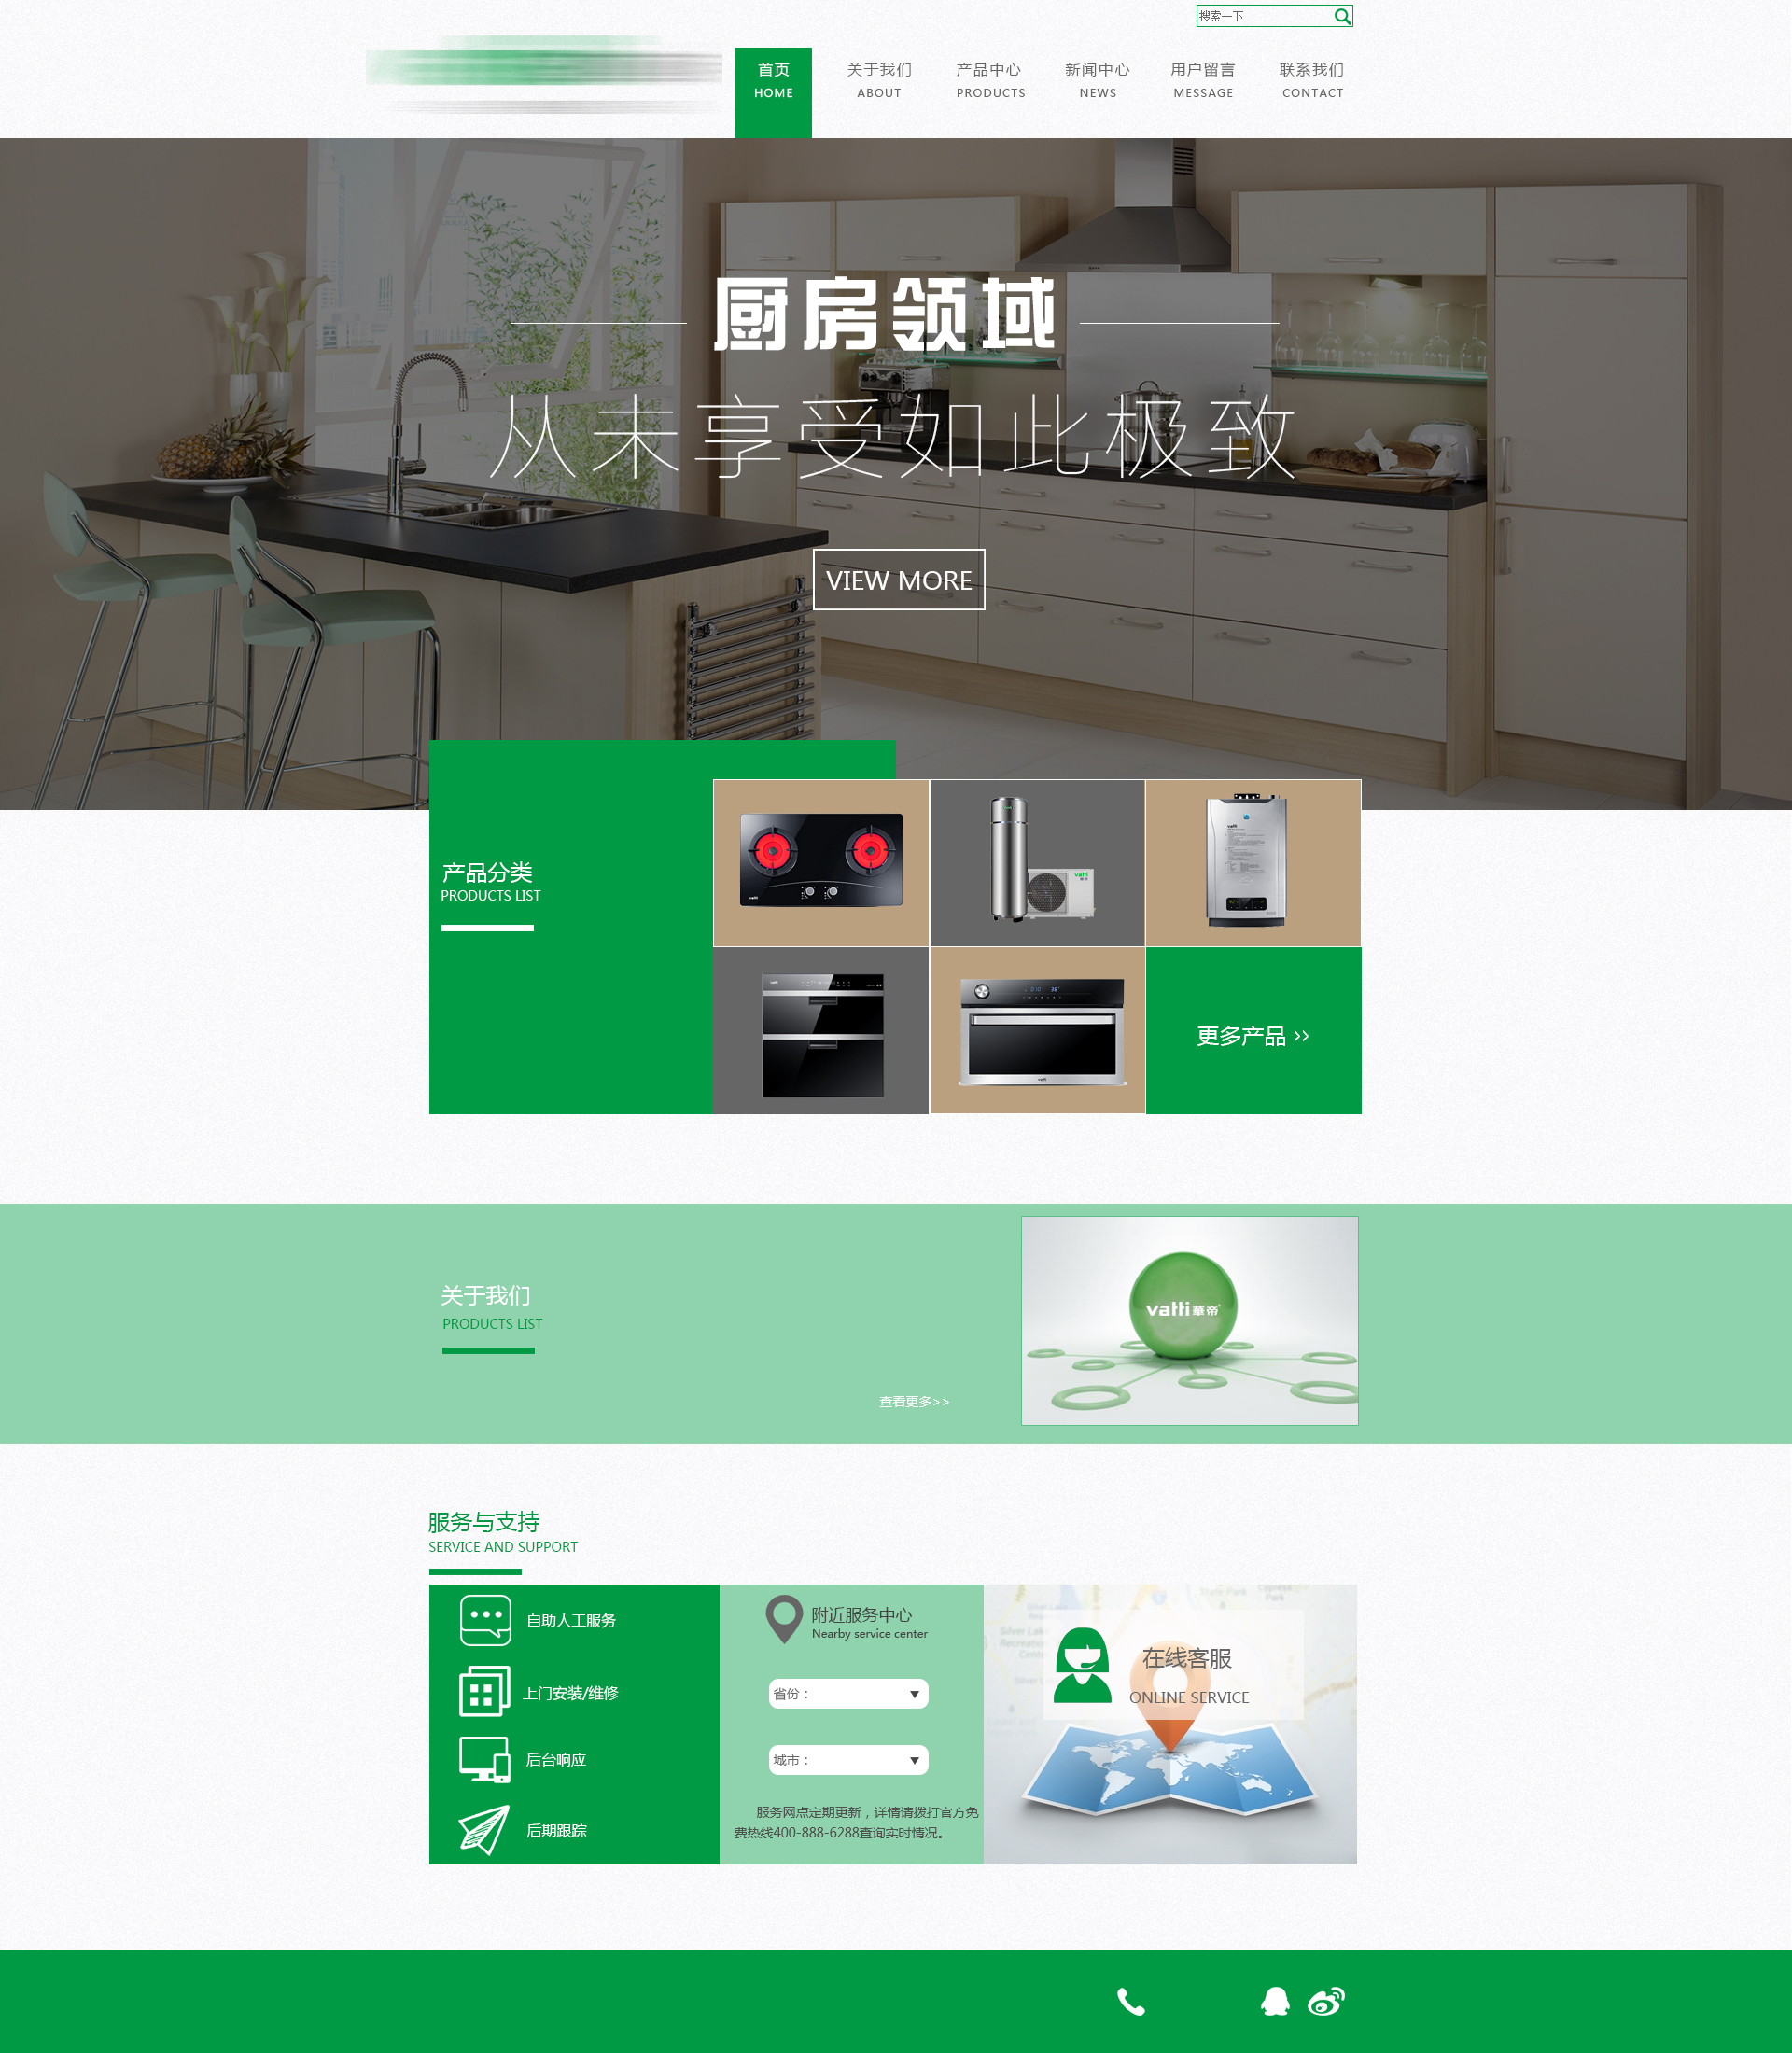 搜索一下
首页 关于我们 产品中心 新闻中心 用户留言 联系我们
HOME ABOUT PRODUCTS NEWS MESSAGE CONTACT
厨房领域
从未享受如此极致
VIEW MORE
产品分类
PRODUCTS LIST
更多产品 >>
关于我们
PRODUCTS LIST
查看更多>>
vatti 華帝
服务与支持
SERVICE AND SUPPORT
自助人工服务
上门安装/维修
后台响应
后期跟踪
附近服务中心
Nearby service center
省份：
城市：
服务网点定期更新，详情请拨打官方免
费热线400-888-6288查询实时情况。
在线客服
ONLINE SERVICE